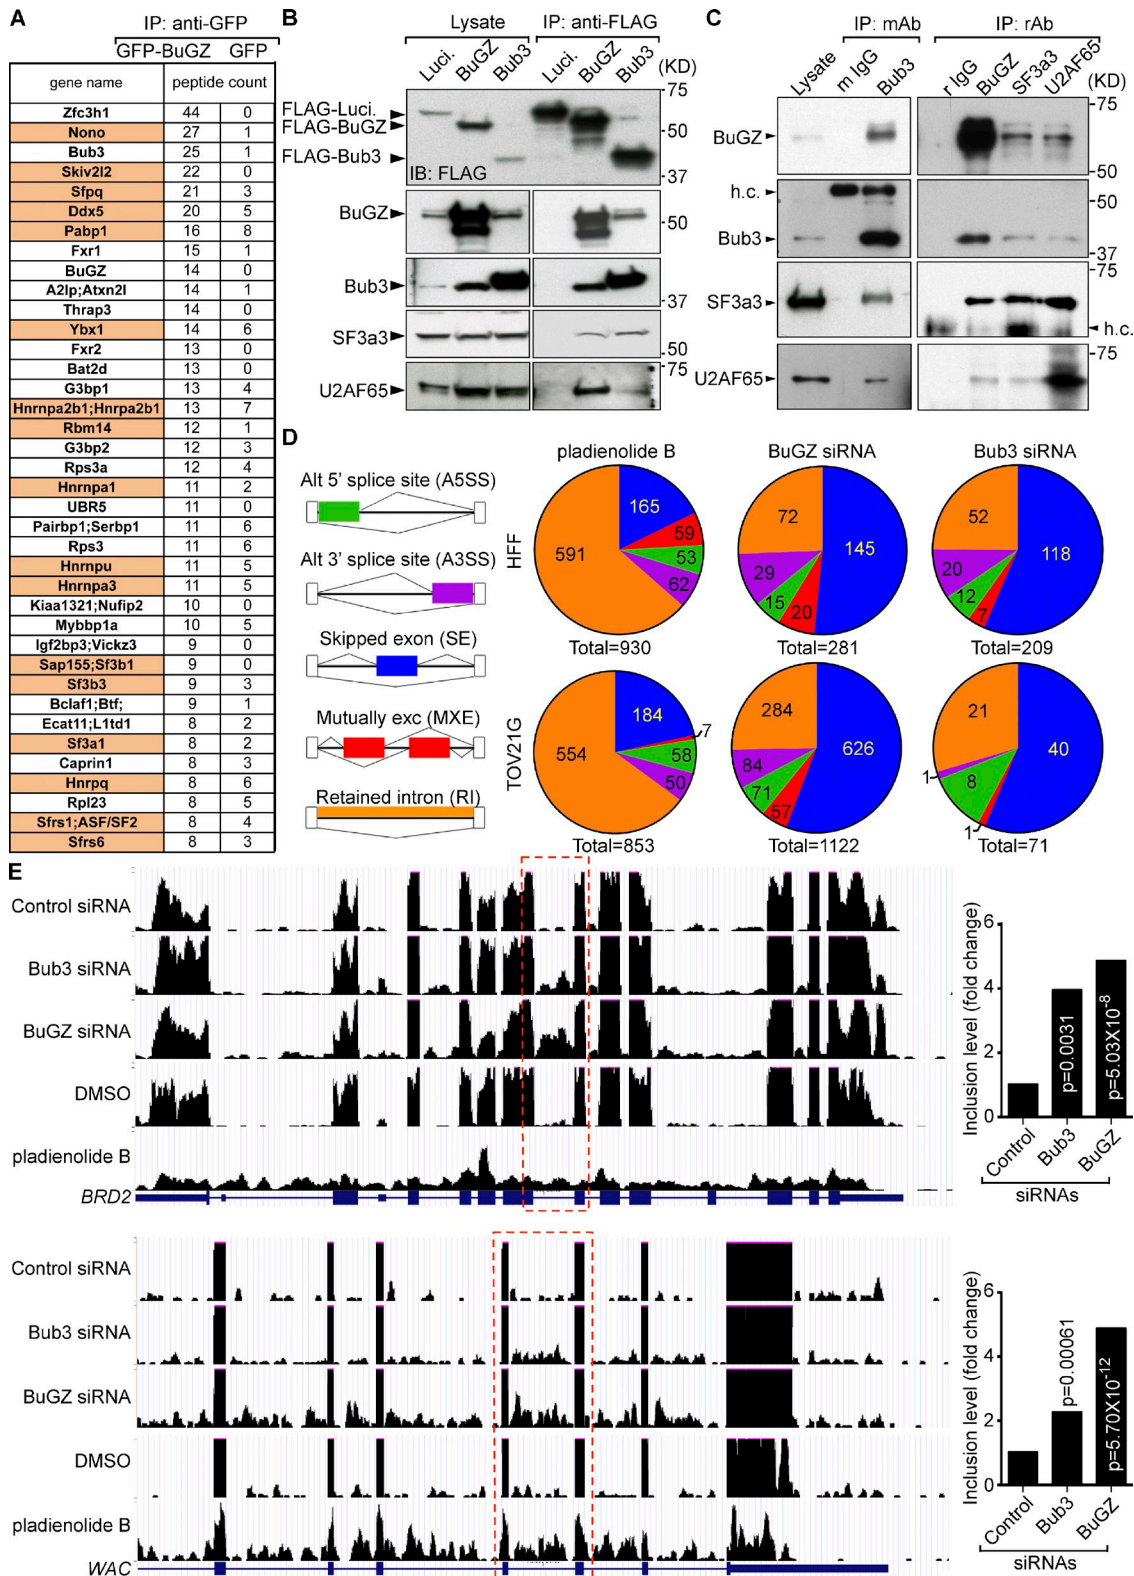 A
IP: anti-GFP
GFP-BuGZ GFP
gene name peptide count
Zfc3h1 44 0
Nono 27 1
Bub3 25 1
Skiv2l2 22 0
Sfpq 21 3
Ddx5 20 5
Pabp1 16 8
Fxr1 15 1
BuGZ 14 0
A2lp;Atxn2l 14 1
Thrap3 14 0
Ybx1 14 6
Fxr2 13 0
Bat2d 13 0
G3bp1 13 4
Hnrnpa2b1;Hnrpa2b1 13 7
Rbm14 12 1
G3bp2 12 3
Rps3a 12 4
Hnrnpa1 11 2
UBR5 11 0
Pairbp1;Serbp1 11 6
Rps3 11 6
Hnrnpu 11 5
Hnrnpa3 11 5
Kiaa1321;Nufip2 10 0
Mybbp1a 10 5
Igf2bp3;Vickz3 9 0
Sap155;Sf3b1 9 0
Sf3b3 9 3
Bclaf1;Btf; 9 1
Ecat11;L1td1 8 2
Sf3a1 8 2
Caprin1 8 3
Hnrpq 8 6
Rpl23 8 5
Sfrs1;ASF/SF2 8 4
Sfrs6 8 3
B
Lysate IP: anti-FLAG
Luci. BuGZ Bub3 Luci. BuGZ Bub3 (KD)
FLAG-Luci.
FLAG-BuGZ
FLAG-Bub3
IB: FLAG
75
50
37
BuGZ
50
Bub3
37
SF3a3
50
U2AF65
C
IP: mAb IP: rAb
Lysate m IgG Bub3 r IgG BuGZ SF3a3 U2AF65 (KD)
BuGZ
75
50
h.c.
50
Bub3
37
75
SF3a3
h.c.
75
U2AF65
D
Alt 5' splice site (A5SS)
Alt 3' splice site (A3SS)
Skipped exon (SE)
Mutually exc (MXE)
Retained intron (RI)
pladienolide B BuGZ siRNA Bub3 siRNA
HFF
165 59 53 62 591
Total=930
145 20 15 29 72
Total=281
118 7 12 20 52
Total=209
TOV21G
184 7 58 50 554
Total=853
626 57 71 84 284
Total=1122
40 1 8 1 21
Total=71
E
Control siRNA
Bub3 siRNA
BuGZ siRNA
DMSO
pladienolide B
BRD2
Inclusion level (fold change)
6
4
2
0
p=0.0031
p=5.03X10-8
Control Bub3 BuGZ
siRNAs
Control siRNA
Bub3 siRNA
BuGZ siRNA
DMSO
pladienolide B
WAC
Inclusion level (fold change)
6
4
2
0
p=0.00061
p=5.70X10-12
Control Bub3 BuGZ
siRNAs